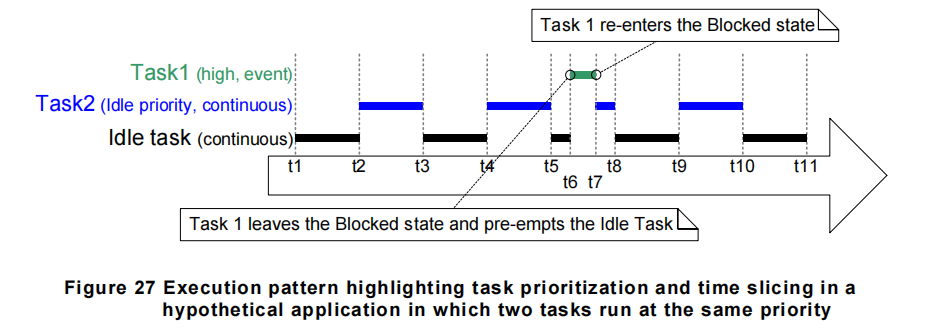 Task 1 re-enters the Blocked state
Task1 (high, event)
Task2 (Idle priority, continuous)
Idle task (continuous)
t1 t2 t3 t4 t5 t8 t9 t10 t11
t6 t7
Task 1 leaves the Blocked state and pre-empts the Idle Task
Figure 27 Execution pattern highlighting task prioritization and time slicing in a
hypothetical application in which two tasks run at the same priority